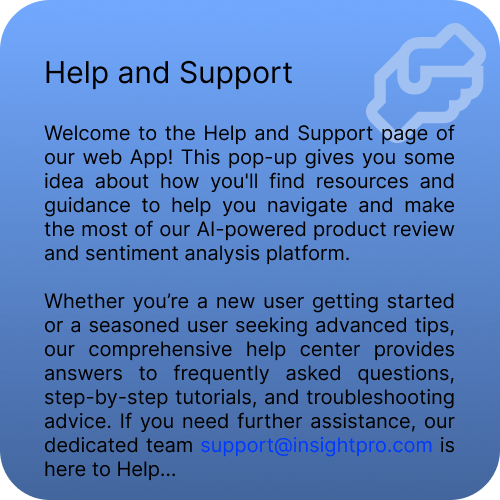 Help and Support
Welcome to the Help and Support page of
our web App! This pop-up gives you some
idea about how you'll find resources and
guidance to help you navigate and make
the most of our AI-powered product review
and sentiment analysis platform.
Whether you’re a new user getting started
or a seasoned user seeking advanced tips,
our comprehensive help center provides
answers to frequently asked questions,
step-by-step tutorials, and troubleshooting
advice. If you need further assistance, our
dedicated team support@insightpro.com is
here to Help...